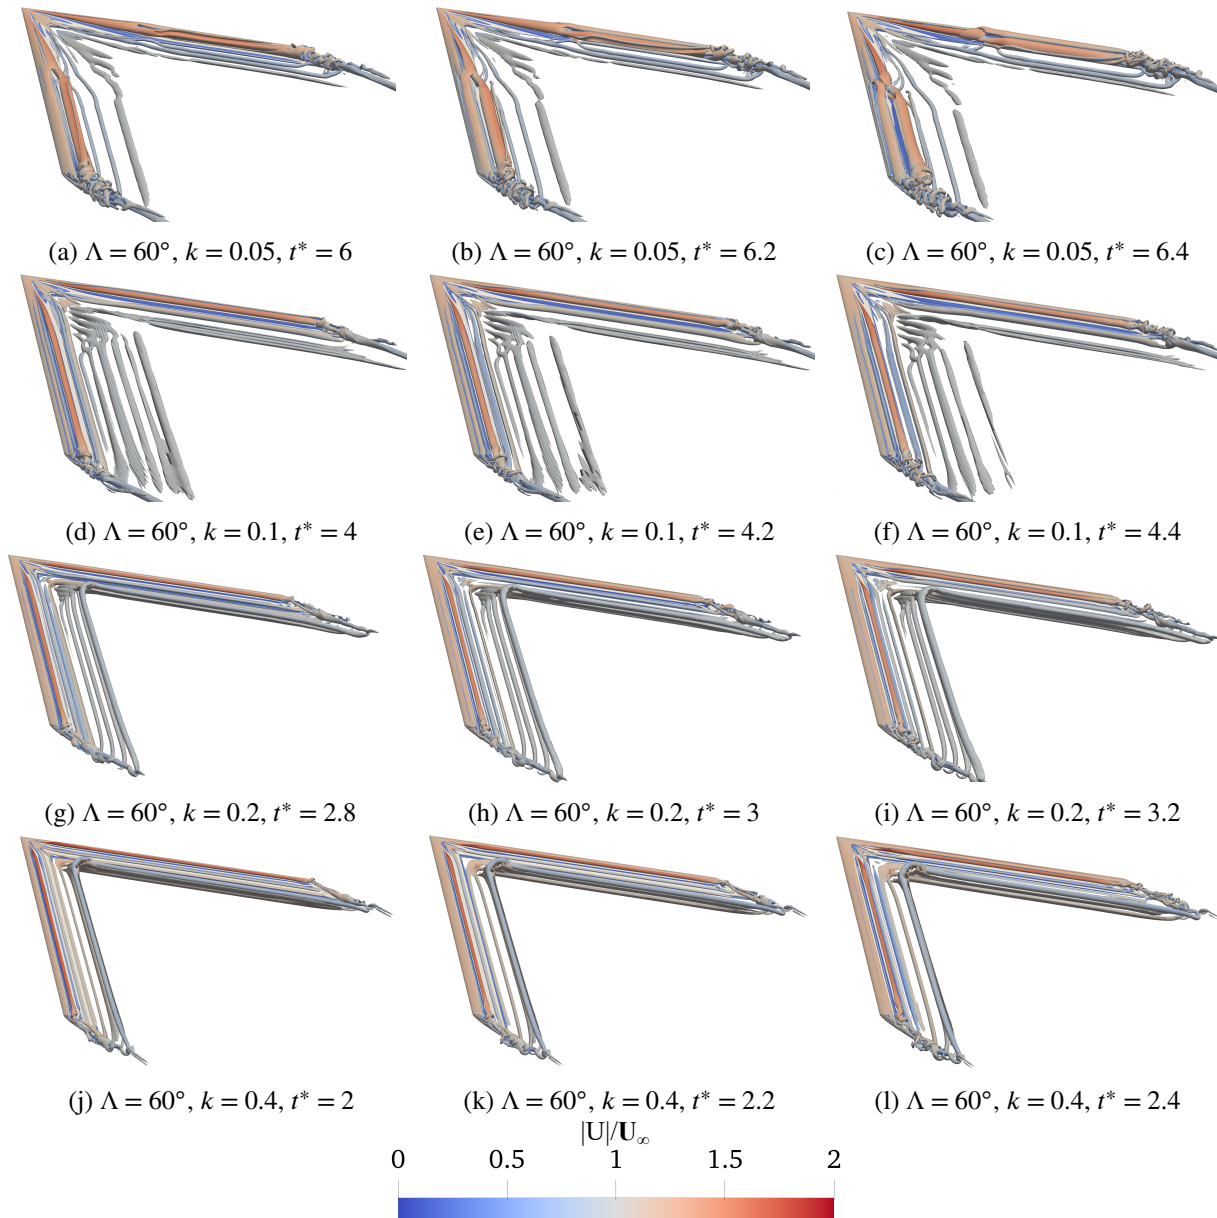 (a) Λ = 60°, k = 0.05, t* = 6
(b) Λ = 60°, k = 0.05, t* = 6.2
(c) Λ = 60°, k = 0.05, t* = 6.4
(d) Λ = 60°, k = 0.1, t* = 4
(e) Λ = 60°, k = 0.1, t* = 4.2
(f) Λ = 60°, k = 0.1, t* = 4.4
(g) Λ = 60°, k = 0.2, t* = 2.8
(h) Λ = 60°, k = 0.2, t* = 3
(i) Λ = 60°, k = 0.2, t* = 3.2
(j) Λ = 60°, k = 0.4, t* = 2
(k) Λ = 60°, k = 0.4, t* = 2.2
(l) Λ = 60°, k = 0.4, t* = 2.4
|U|/U∞
0 0.5 1 1.5 2